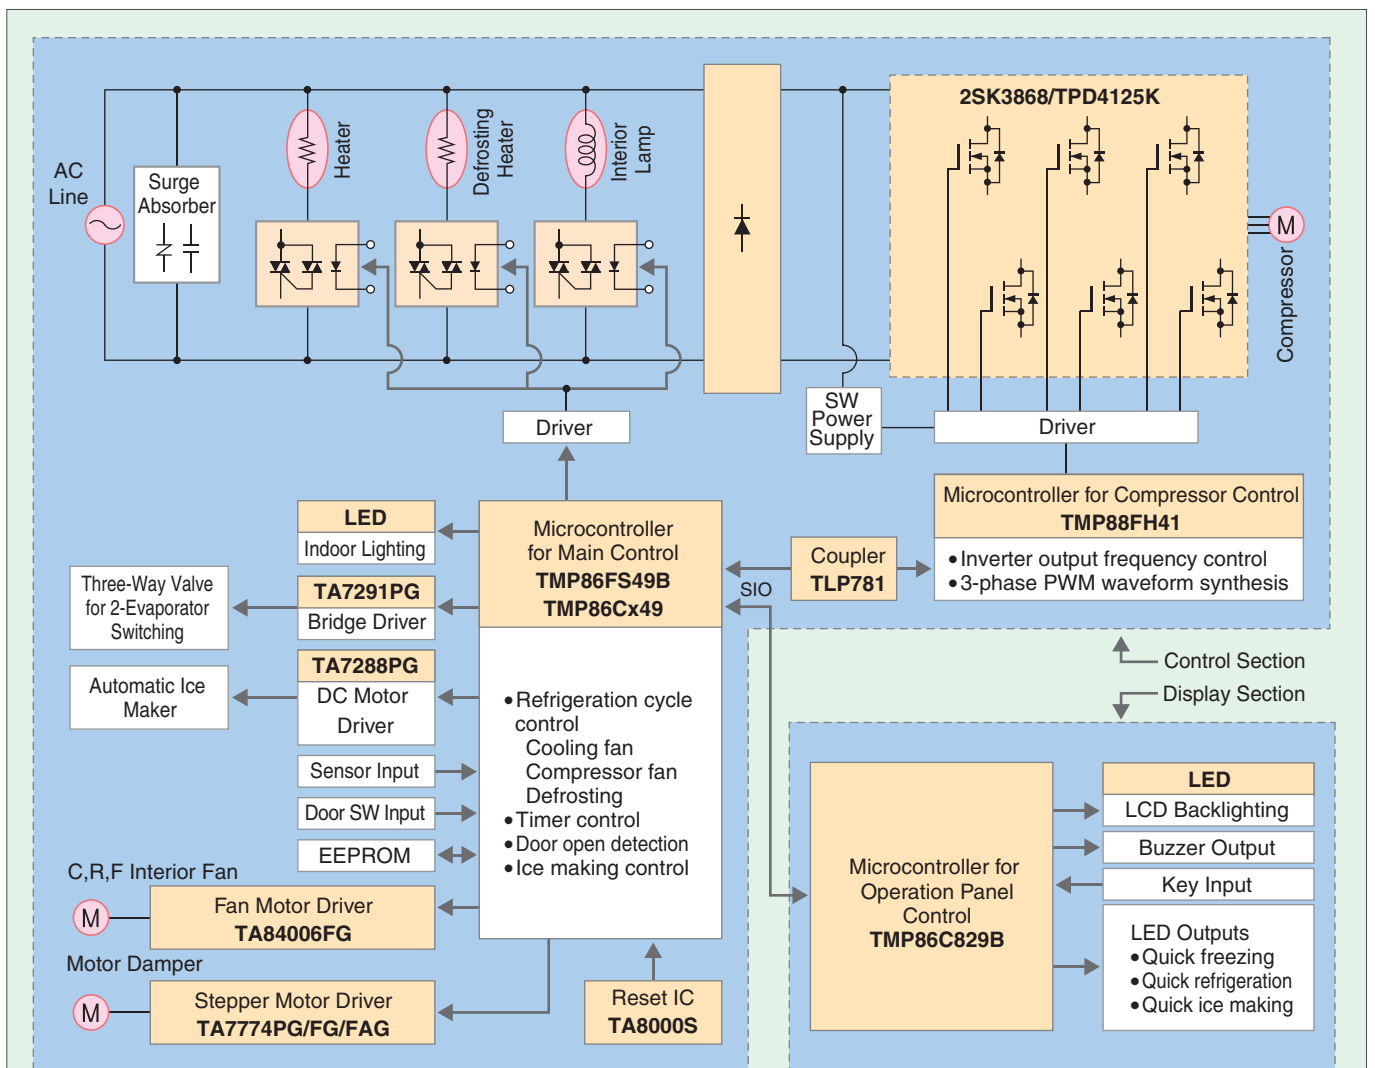 2SK3868/TPD4125K
AC
Line
Surge
Absorber
Heater
Defrosting
Heater
Interior
Lamp
M
Compressor
SW
Power
Supply
Driver
Driver
Microcontroller for Compressor Control
TMP88FH41
•Inverter output frequency control
•3-phase PWM waveform synthesis
Coupler
TLP781
SIO
Microcontroller
for Main Control
TMP86FS49B
TMP86Cx49
•Refrigeration cycle
control
Cooling fan
Compressor fan
Defrosting
•Timer control
•Door open detection
•Ice making control
LED
Indoor Lighting
TA7291PG
Bridge Driver
Three-Way Valve
for 2-Evaporator
Switching
TA7288PG
DC Motor
Driver
Automatic Ice
Maker
Sensor Input
Door SW Input
EEPROM
C,R,F Interior Fan
M
Fan Motor Driver
TA84006FG
Motor Damper
M
Stepper Motor Driver
TA7774PG/FG/FAG
Reset IC
TA8000S
Control Section
Display Section
Microcontroller for
Operation Panel
Control
TMP86C829B
LED
LCD Backlighting
Buzzer Output
Key Input
LED Outputs
•Quick freezing
•Quick refrigeration
•Quick ice making